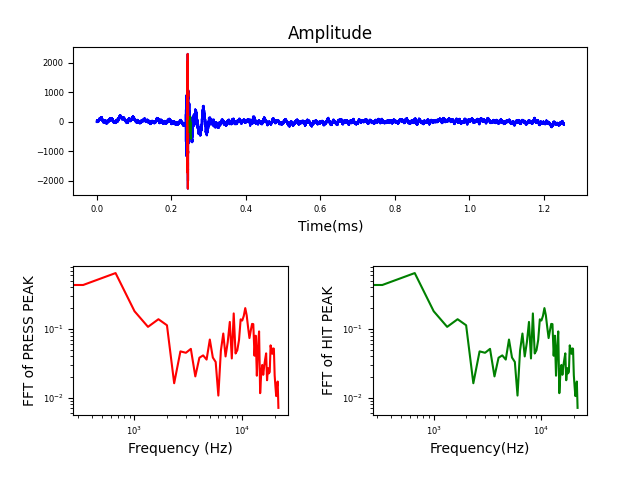 Amplitude
2000
1000
0
−1000
−2000
0.0 0.2 0.4 0.6 0.8 1.0 1.2
Time(ms)
FFT of PRESS PEAK
10⁻¹
10⁻²
10³ 10⁴
Frequency (Hz)
FFT of HIT PEAK
10⁻¹
10⁻²
10³ 10⁴
Frequency(Hz)